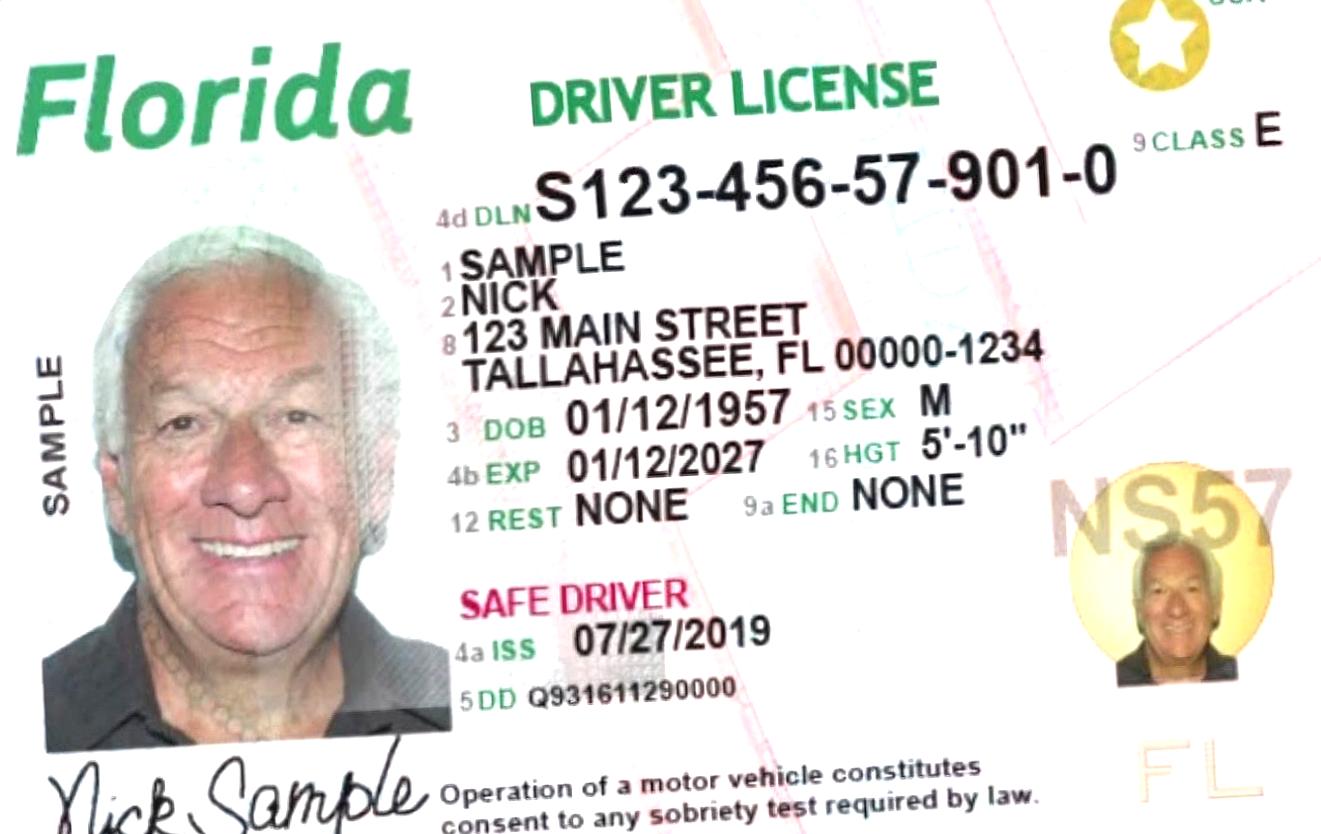 Florida
DRIVER LICENSE
9 CLASS E
4d DLN S123-456-57-901-0
1 SAMPLE
2 NICK
8 123 MAIN STREET
TALLAHASSEE, FL 00000-1234
3 DOB 01/12/1957 15 SEX M
4b EXP 01/12/2027 16 HGT 5'-10"
12 REST NONE 9a END NONE
SAMPLE
NS57
SAFE DRIVER
4a ISS 07/27/2019
5 DD Q931611290000
FL
Nick Sample
Operation of a motor vehicle constitutes
consent to any sobriety test required by law.